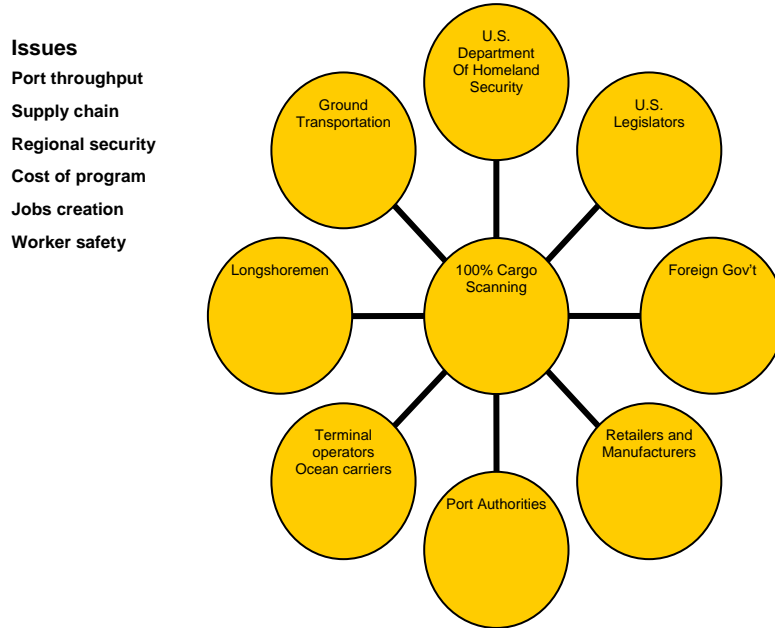 Issues
Port throughput
Supply chain
Regional security
Cost of program
Jobs creation
Worker safety
U.S.
Department
Of Homeland
Security
Ground
Transportation
U.S.
Legislators
Longshoremen
100% Cargo
Scanning
Foreign Gov't
Terminal
operators
Ocean carriers
Port Authorities
Retailers and
Manufacturers